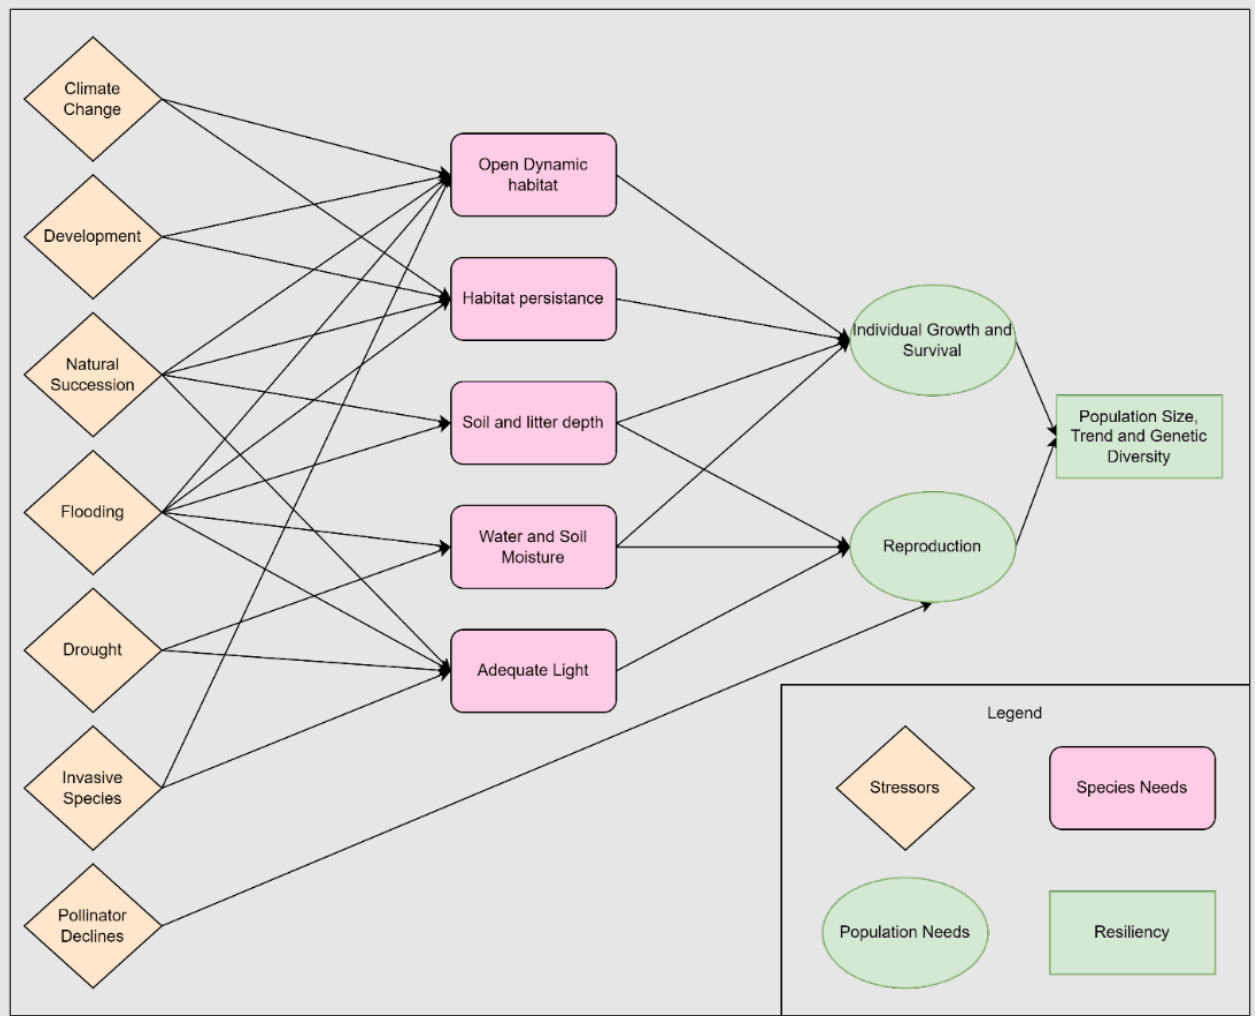 Climate
Change
Development
Natural
Succession
Flooding
Drought
Invasive
Species
Pollinator
Declines
Open Dynamic
habitat
Habitat persistance
Soil and litter depth
Water and Soil
Moisture
Adequate Light
Individual Growth and
Survival
Reproduction
Population Size,
Trend and Genetic
Diversity
Legend
Stressors
Species Needs
Population Needs
Resiliency